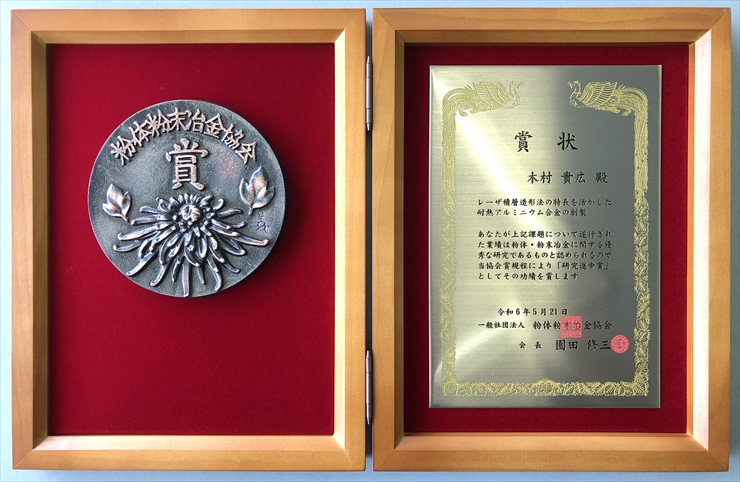 粉体粉末冶金協会
賞
賞状
木村 貴広 殿
レーザ積層造形法の特長を活かした
耐熱アルミニウム合金の創製
あなたが上記課題について遂行され
た業績は粉体・粉末冶金に関する優
秀な研究であるものと認められるので
当協会賞規程により「研究進歩賞」
としてその功績を賞します
令和6年5月21日
一般社団法人 粉体粉末冶金協会
会長 園田 修三